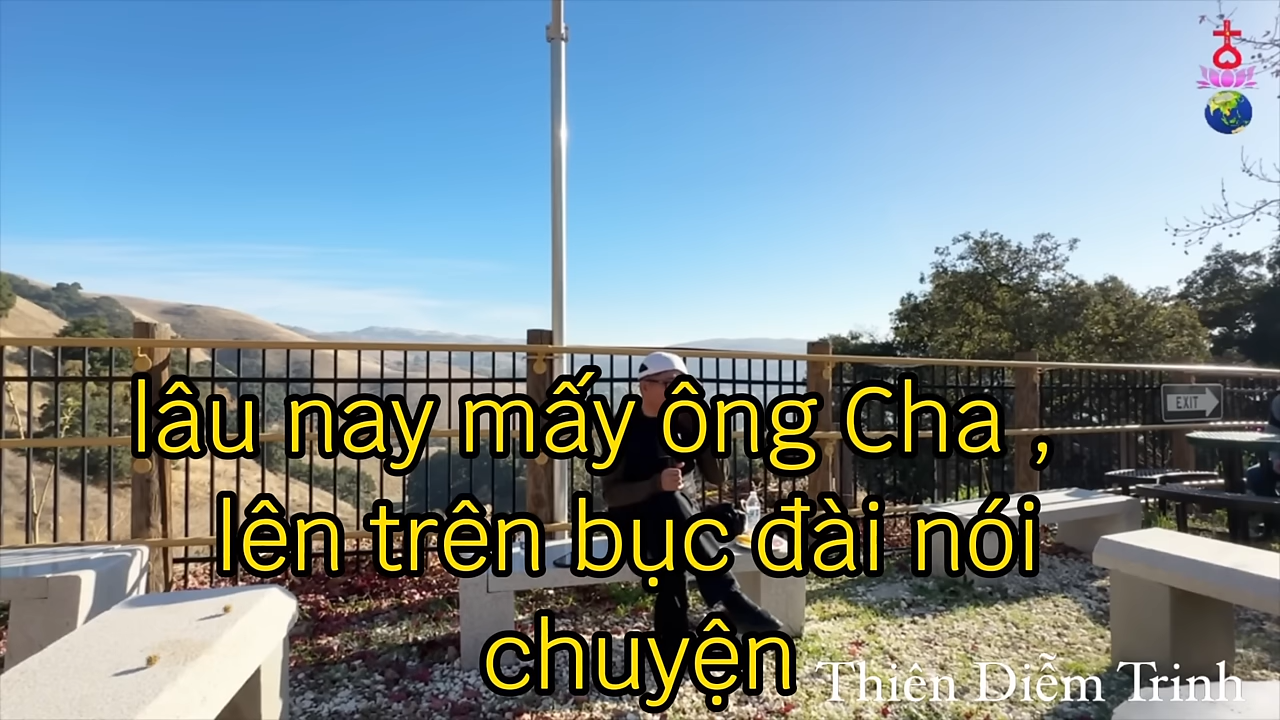 EXIT
lâu nay mấy ông Cha ,
lên trên bục đài nói
chuyện
Thiên Diễm Trinh